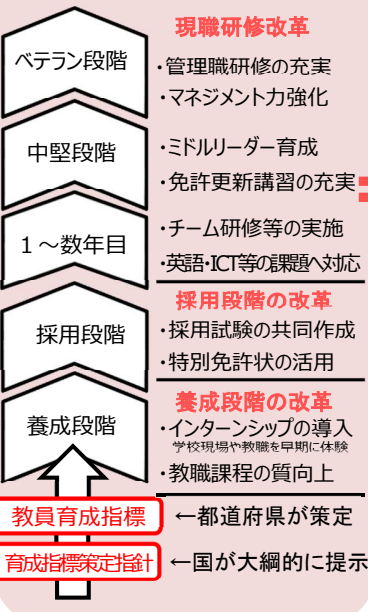 現職研修改革
ベテラン段階
・管理職研修の充実
・マネジメント力強化
中堅段階
・ミドルリーダー育成
・免許更新講習の充実
1～数年目
・チーム研修等の実施
・英語・ICT等の課題へ対応
採用段階の改革
採用段階
・採用試験の共同作成
・特別免許状の活用
養成段階の改革
養成段階
・インターンシップの導入
学校現場や教職を早期に体験
・教職課程の質向上
教員育成指標 ←都道府県が策定
育成指標策定指針 ←国が大綱的に提示